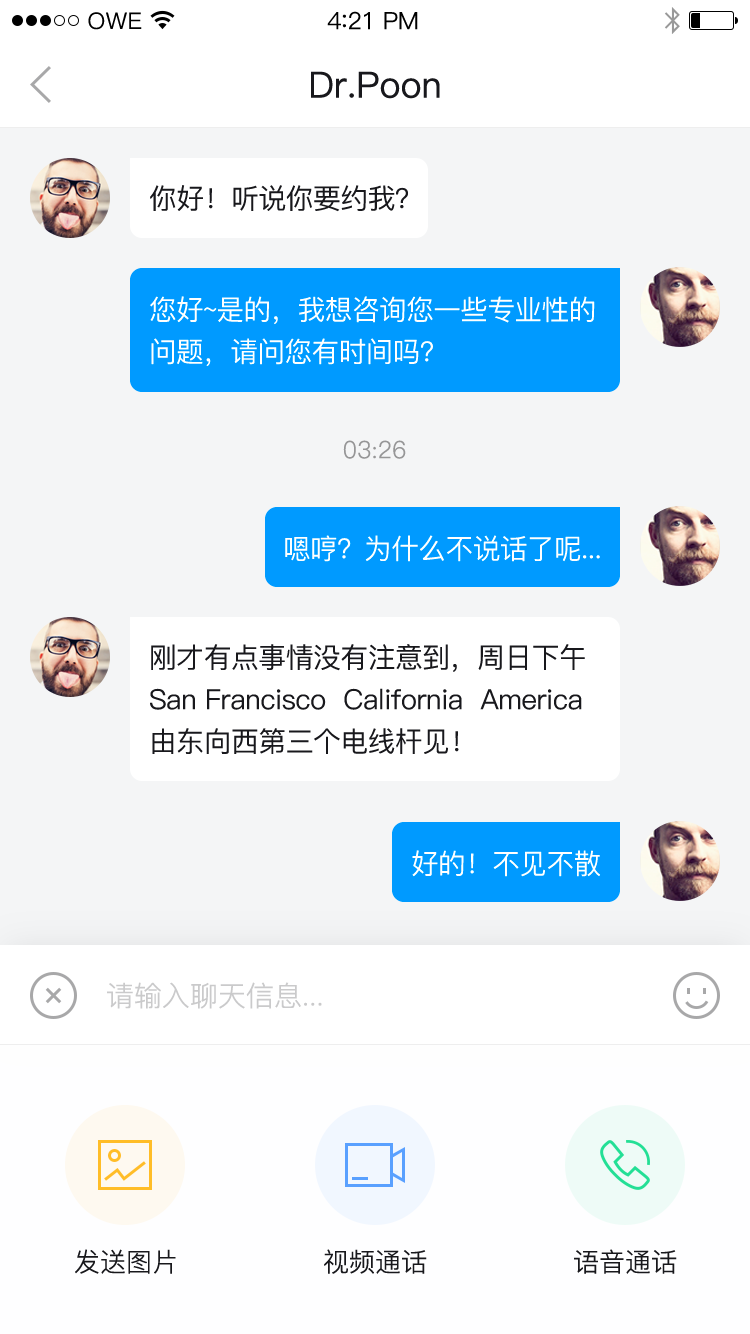 OWE 4:21 PM
Dr.Poon
你好！听说你要约我?
您好~是的，我想咨询您一些专业性的
问题，请问您有时间吗?
03:26
嗯哼？为什么不说话了呢...
刚才有点事情没有注意到，周日下午
San Francisco  California  America
由东向西第三个电线杆见！
好的！不见不散
请输入聊天信息...
发送图片 视频通话 语音通话